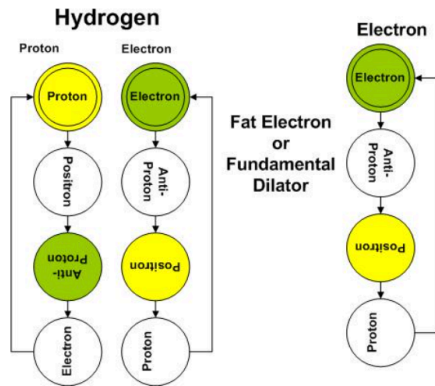 Hydrogen
Proton
Electron
Proton
Positron
Anti-
Proton
Electron
Electron
Anti-
Proton
Positron
Proton
Fat Electron
or
Fundamental
Dilator
Electron
Electron
Anti-
Proton
Positron
Proton